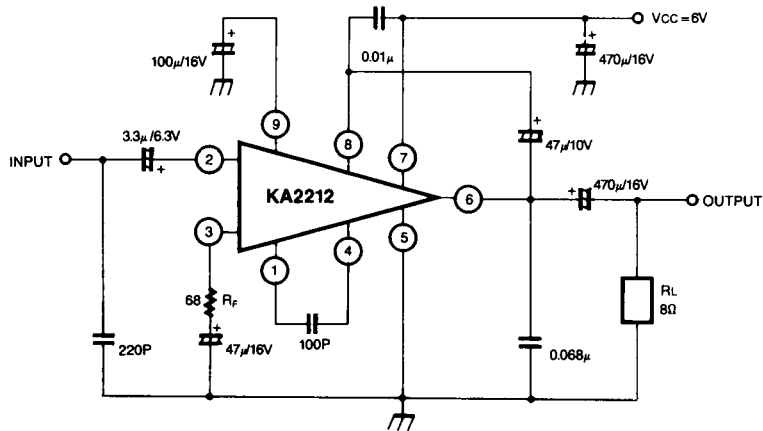 VCC = 6V
0.01μ
+
100μ/16V
+
470μ/16V
9
8
7
+
47μ/10V
3.3μ/6.3V
+
INPUT
2
KA2212
6
+
470μ/16V
OUTPUT
3
1
4
5
68
RF
RL
8Ω
100P
+
47μ/16V
220P
0.068μ